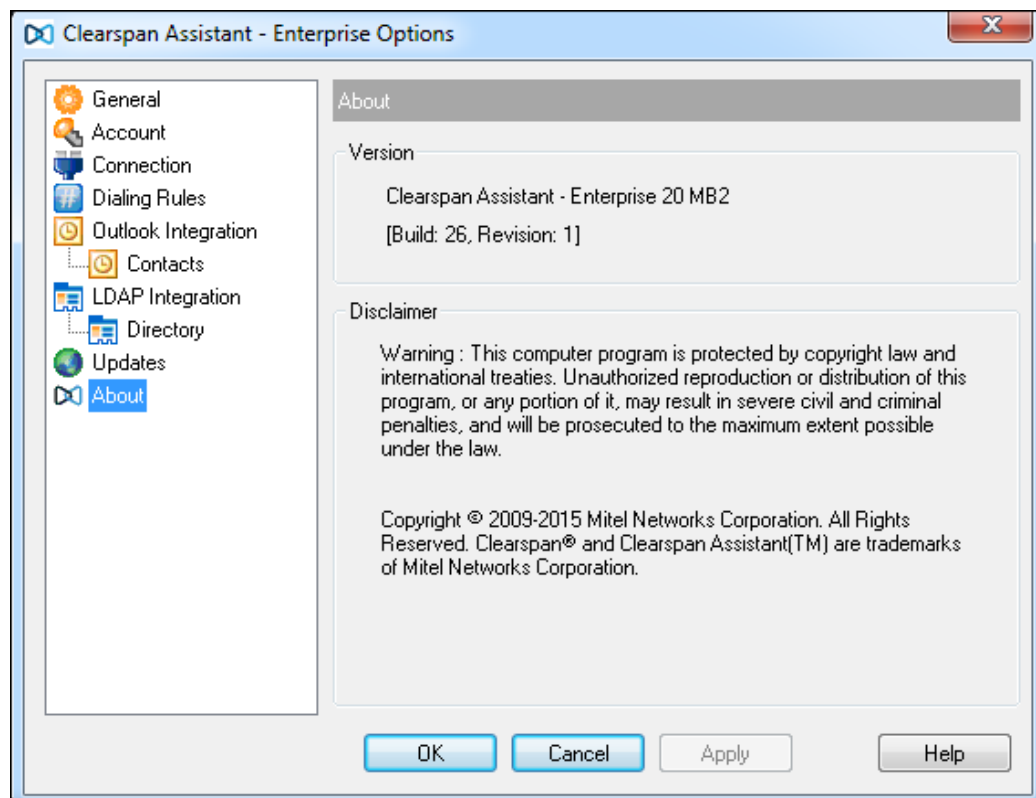 Clearspan Assistant - Enterprise Options
General
Account
Connection
Dialing Rules
Outlook Integration
Contacts
LDAP Integration
Directory
Updates
About
About
Version
Clearspan Assistant - Enterprise 20 MB2
[Build: 26, Revision: 1]
Disclaimer
Warning : This computer program is protected by copyright law and
international treaties. Unauthorized reproduction or distribution of this
program, or any portion of it, may result in severe civil and criminal
penalties, and will be prosecuted to the maximum extent possible
under the law.
Copyright © 2009-2015 Mitel Networks Corporation. All Rights
Reserved. Clearspan® and Clearspan Assistant(TM) are trademarks
of Mitel Networks Corporation.
OK Cancel Apply Help